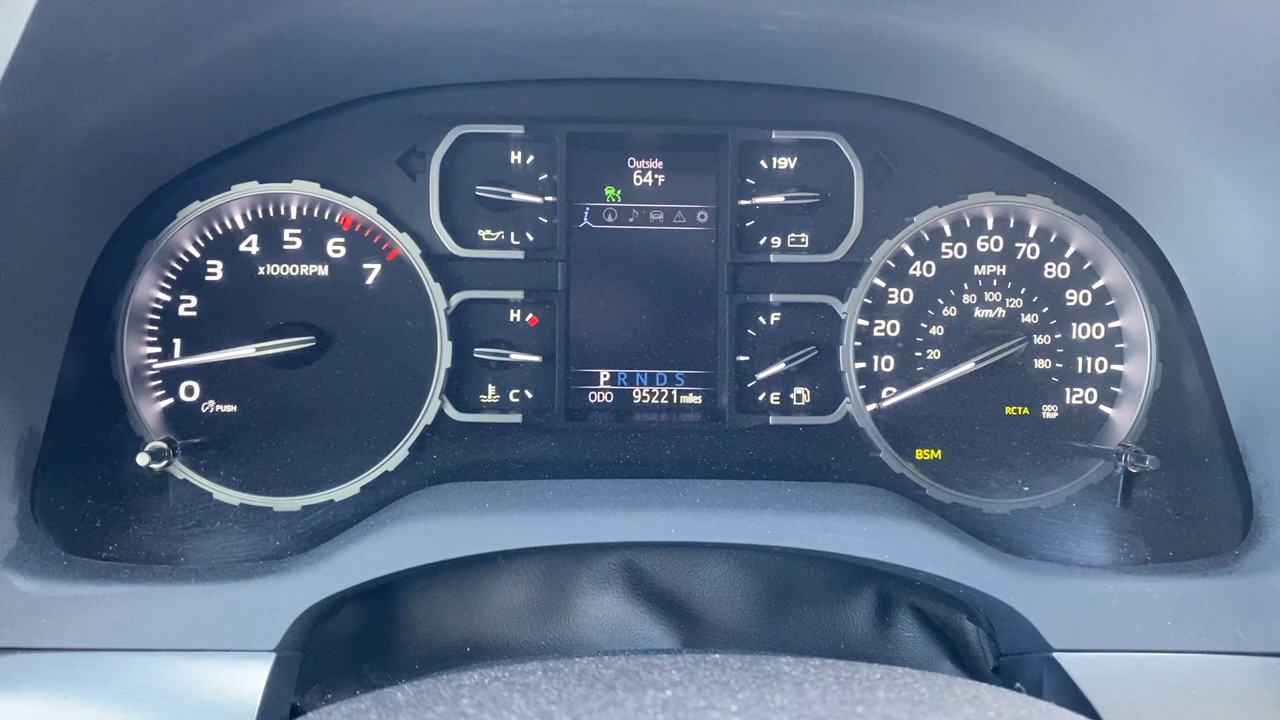 0 1 2 3 4 5 6 7
x1000RPM
PUSH
H
L
H
C
Outside
64°F
P R N D S
ODO 95221 miles
19V
9
F
E
0 10 20 30 40 50 60 70 80 90 100 110 120
MPH
20 40 60 80 100 120 140 160 180
km/h
RCTA
ODO
TRIP
BSM